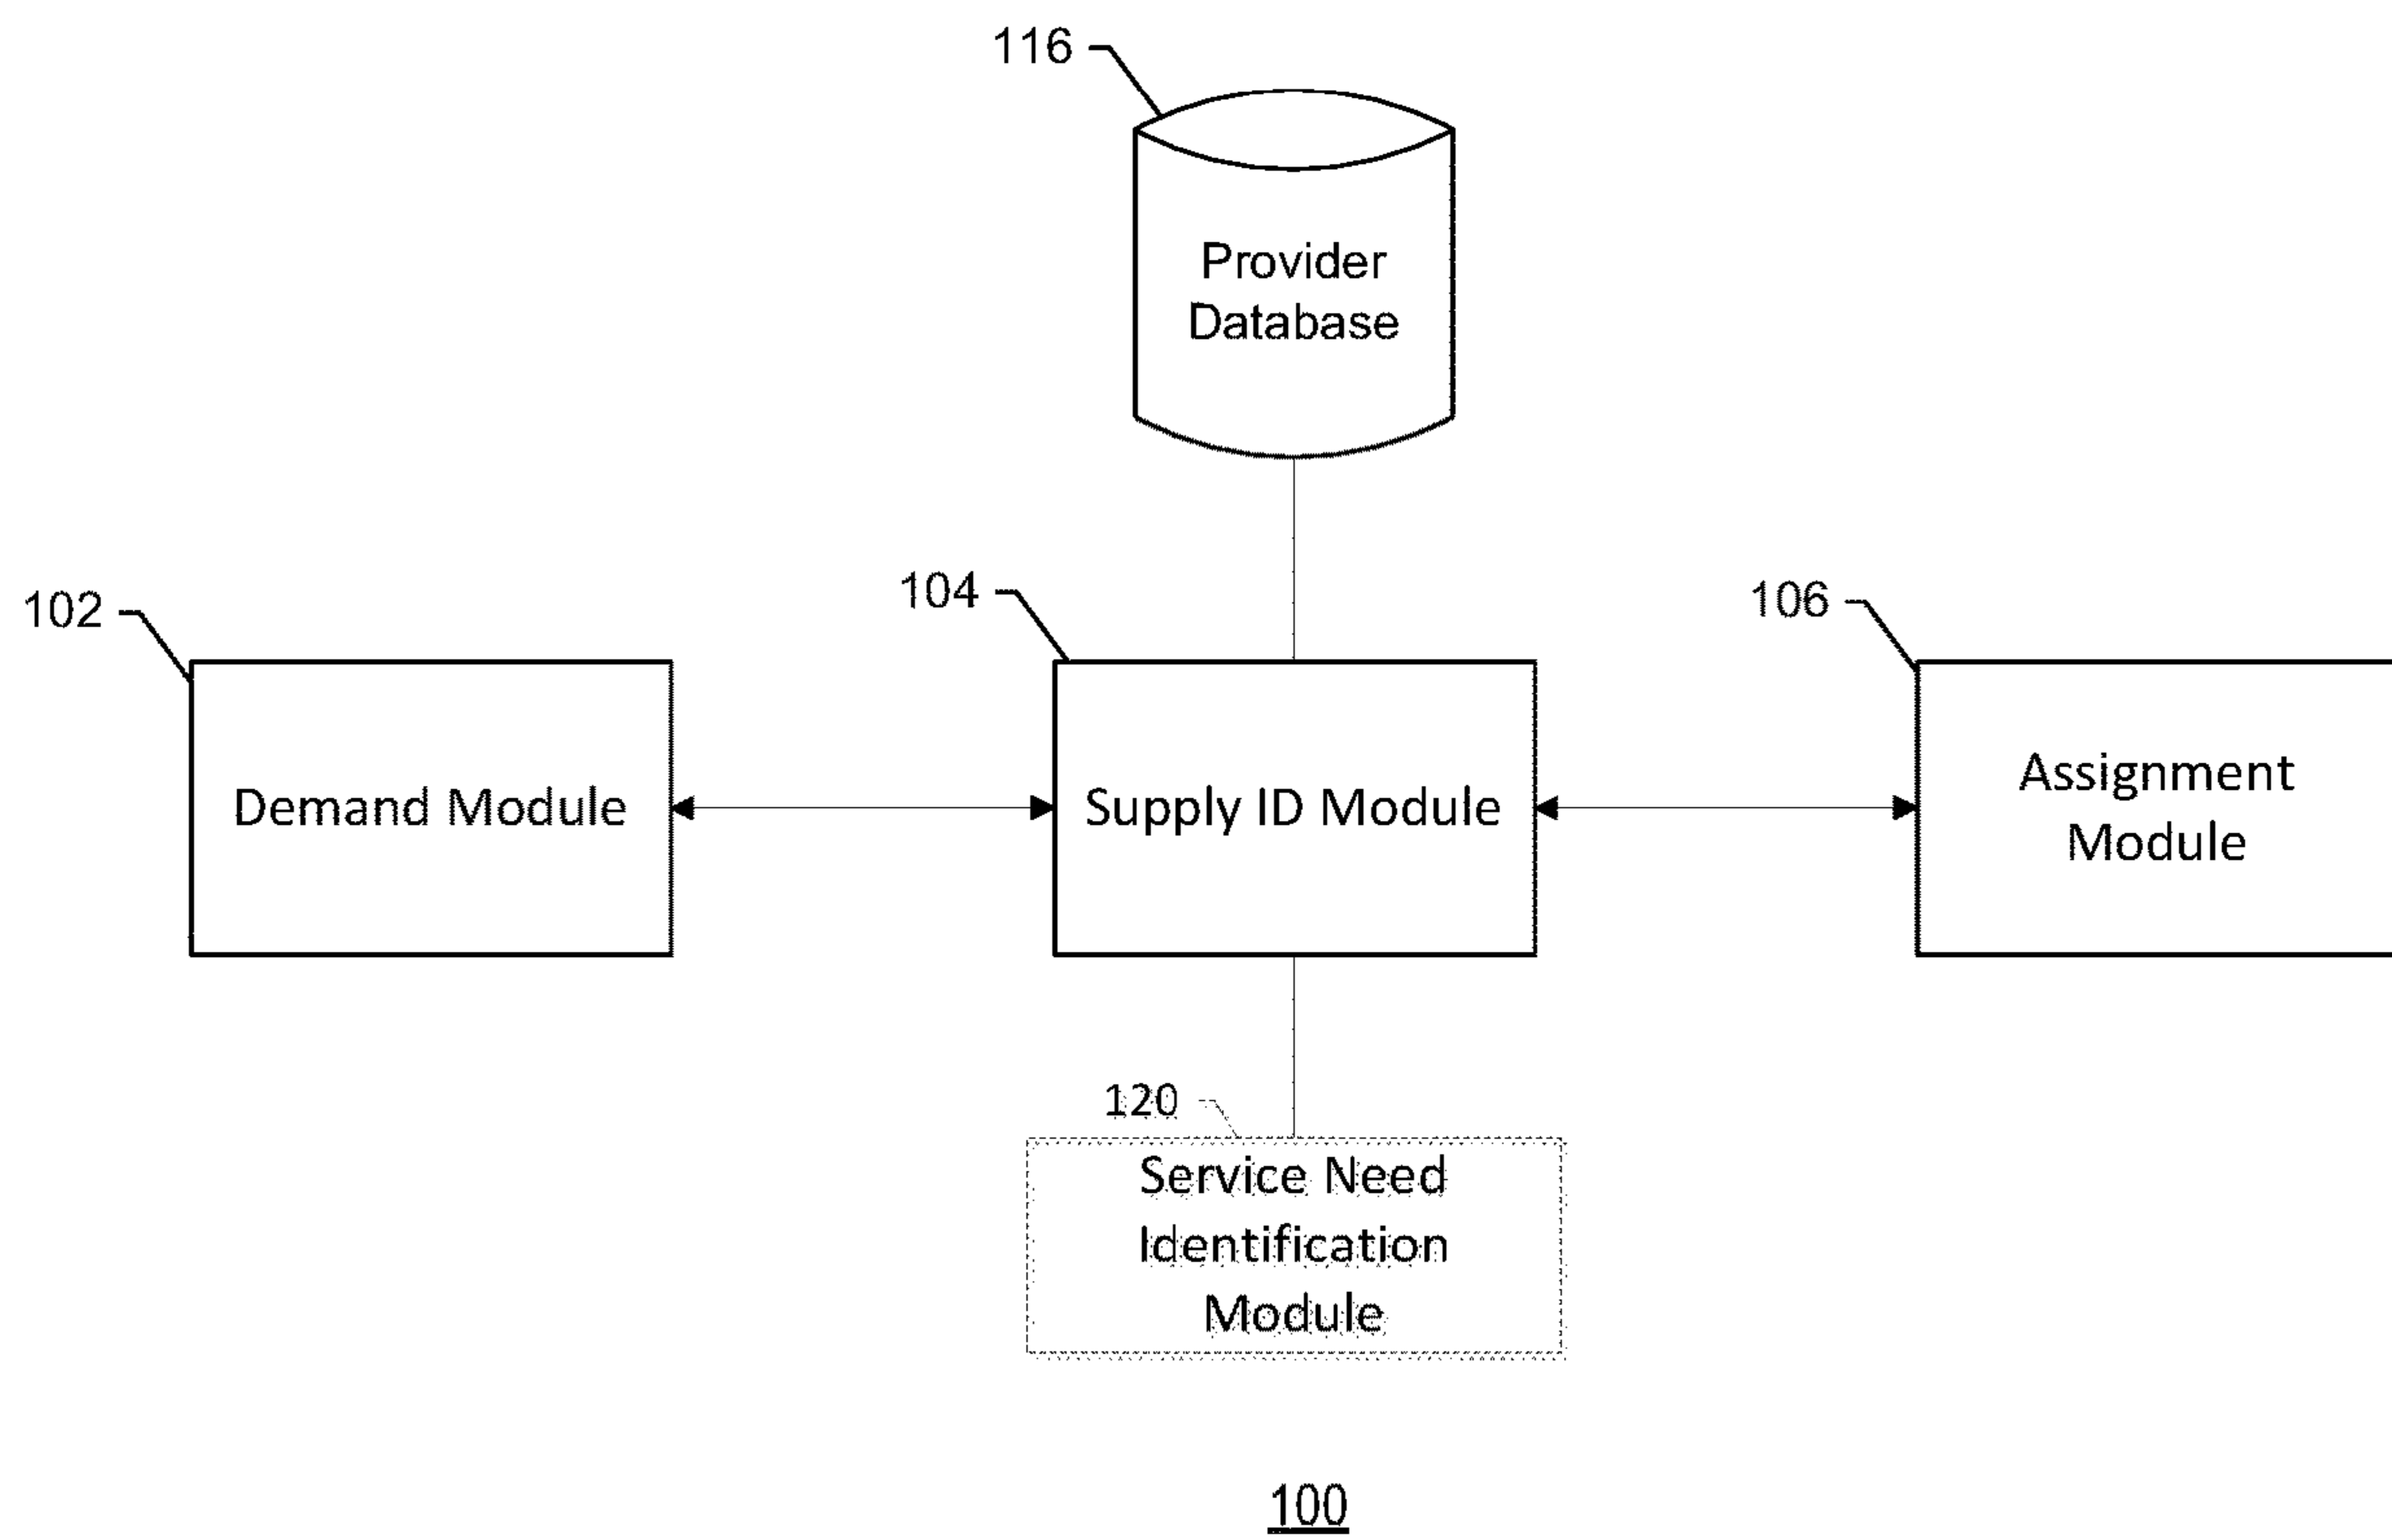 116
Provider
Database
102
104
106
Demand Module
Supply ID Module
Assignment
Module
120
Service Need
Identification
Module
100